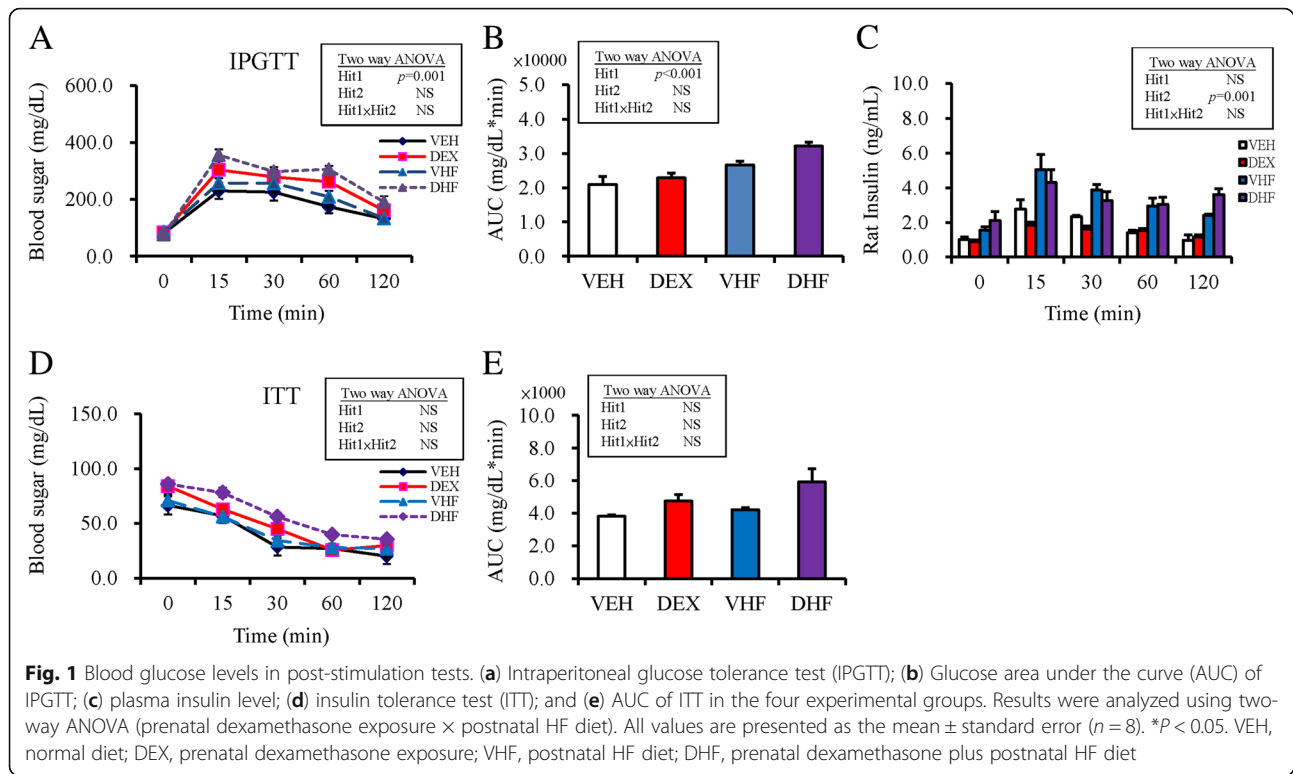 A
IPGTT
Two way ANOVA
Hit1 p=0.001
Hit2 NS
Hit1xHit2 NS
Blood sugar (mg/dL)
600.0
400.0
200.0
0.0
VEH
DEX
VHF
DHF
0 15 30 60 120
Time (min)
B
×10000
Two way ANOVA
Hit1 p<0.001
Hit2 NS
Hit1xHit2 NS
AUC (mg/dL*min)
5.0
4.0
3.0
2.0
1.0
0.0
VEH DEX VHF DHF
C
Two way ANOVA
Hit1 NS
Hit2 p=0.001
Hit1xHit2 NS
Rat Insulin (ng/mL)
10.0
8.0
6.0
4.0
2.0
0.0
VEH
DEX
VHF
DHF
0 15 30 60 120
Time (min)
D
ITT
Two way ANOVA
Hit1 NS
Hit2 NS
Hit1×Hit2 NS
Blood sugar (mg/dL)
150.0
100.0
50.0
0.0
VEH
DEX
VHF
DHF
0 15 30 60 120
Time (min)
E
×1000
Two way ANOVA
Hit1 NS
Hit2 NS
Hit1×Hit2 NS
AUC (mg/dL*min)
10.0
8.0
6.0
4.0
2.0
0.0
VEH DEX VHF DHF
Fig. 1 Blood glucose levels in post-stimulation tests. (a) Intraperitoneal glucose tolerance test (IPGTT); (b) Glucose area under the curve (AUC) of
IPGTT; (c) plasma insulin level; (d) insulin tolerance test (ITT); and (e) AUC of ITT in the four experimental groups. Results were analyzed using two-
way ANOVA (prenatal dexamethasone exposure × postnatal HF diet). All values are presented as the mean ± standard error (n = 8). *P < 0.05. VEH,
normal diet; DEX, prenatal dexamethasone exposure; VHF, postnatal HF diet; DHF, prenatal dexamethasone plus postnatal HF diet